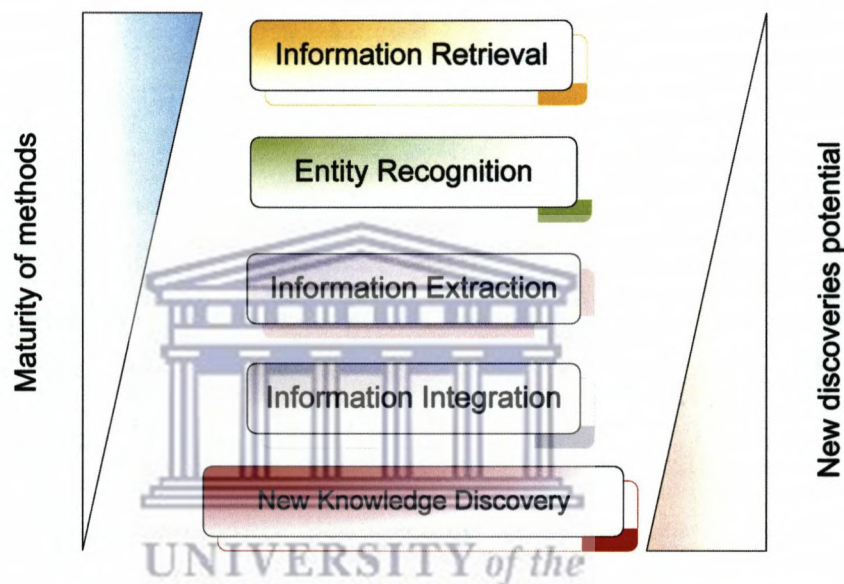 Maturity of methods
Information Retrieval
Entity Recognition
Information Extraction
Information Integration
New Knowledge Discovery
New discoveries potential
UNIVERSITY of the